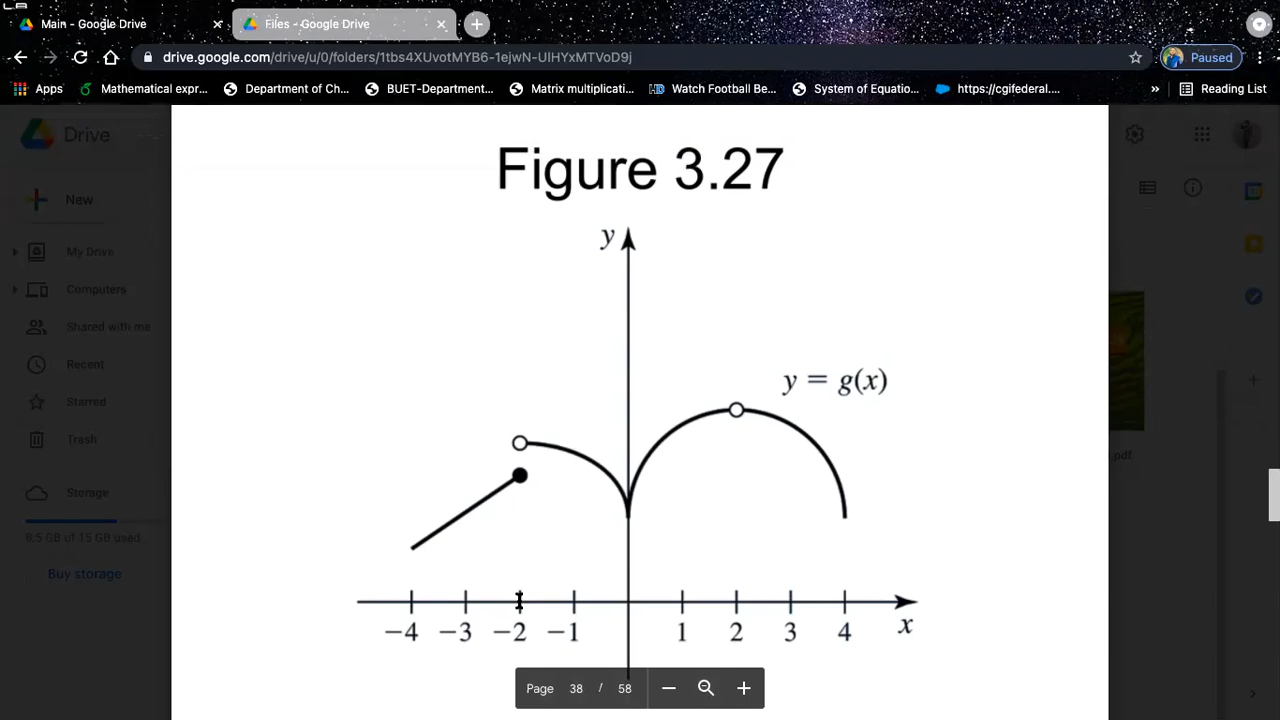 Main - Google Drive
Files - Google Drive
drive.google.com/drive/u/0/folders/1tbs4XUvotMYB6-1ejwN-UlHYxMTVoD9j
Paused
Apps Mathematical expr... Department of Ch... BUET-Department... Matrix multiplicati... Watch Football Be... System of Equatio... https://cgifederal.... » Reading List
Drive
New
My Drive
Computers
Shared with me
Recent
Starred
Trash
Storage
8.5 GB of 15 GB used
Buy storage
Figure 3.27
y
y = g(x)
−4 −3 −2 −1 1 2 3 4 x
.pdf
Page 38 / 58